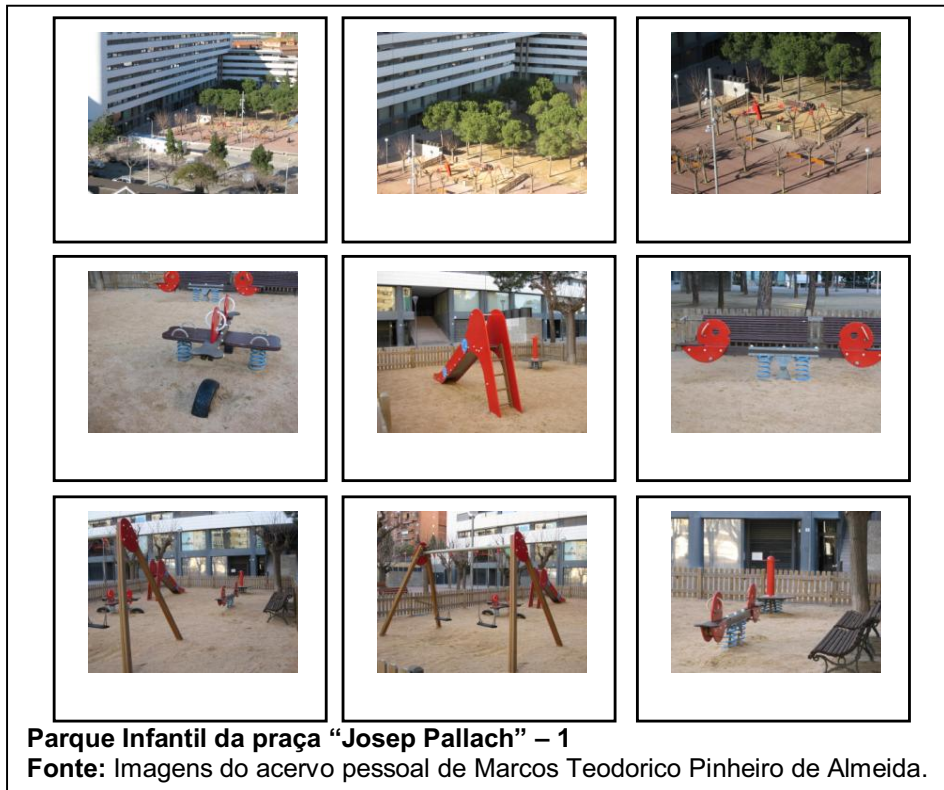 Parque Infantil da praça “Josep Pallach” – 1
Fonte: Imagens do acervo pessoal de Marcos Teodorico Pinheiro de Almeida.